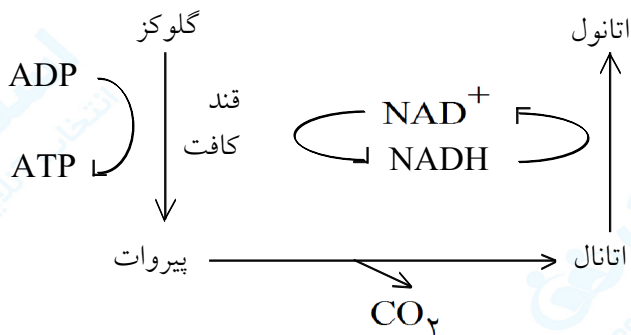 گلوکز
اتانول
ADP
قند
کافت
NAD+
ATP
NADH
پیروات
اتانال
CO۲